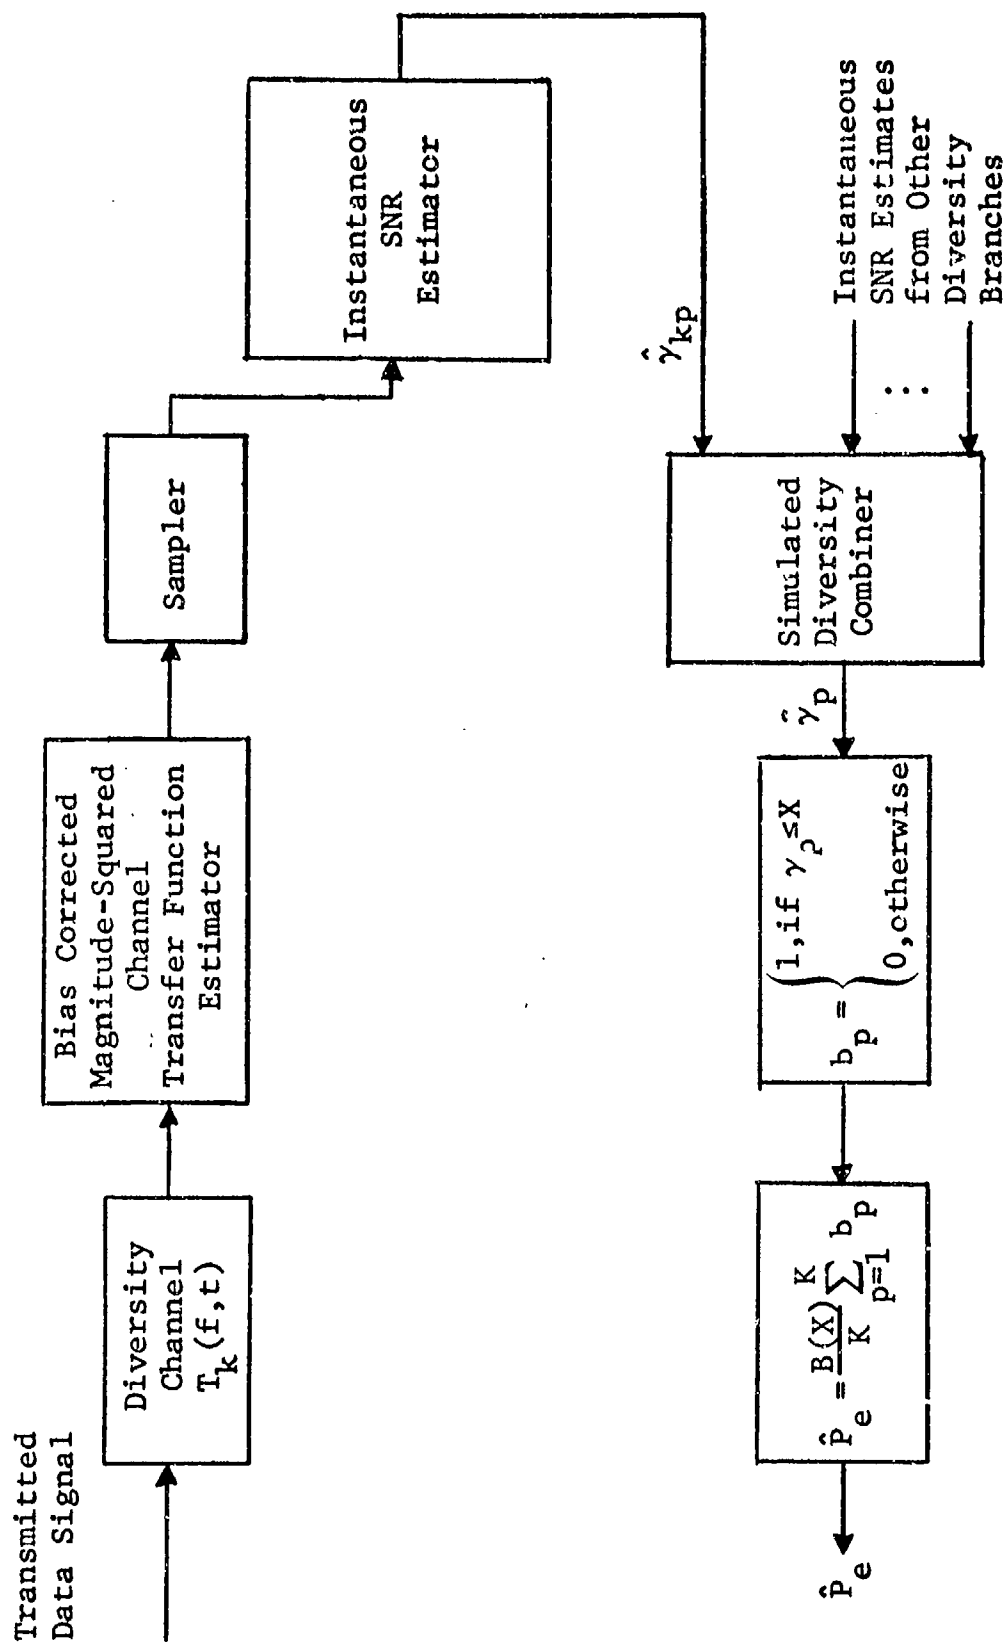 Transmitted
Data Signal
Diversity
Channel
T_k(f,t)
Bias Corrected
Magnitude-Squared
Channel
Transfer Function
Estimator
Sampler
Instantaneous
SNR
Estimator
γ̂_kp
Instantaneous
SNR Estimates
from Other
Diversity
Branches
⋮
Simulated
Diversity
Combiner
γ̂_p
b_p = { 1,if γ_p≤X
0,otherwise
P̂_e = B(X)/K ∑_{p=1}^{K} b_p
P̂_e